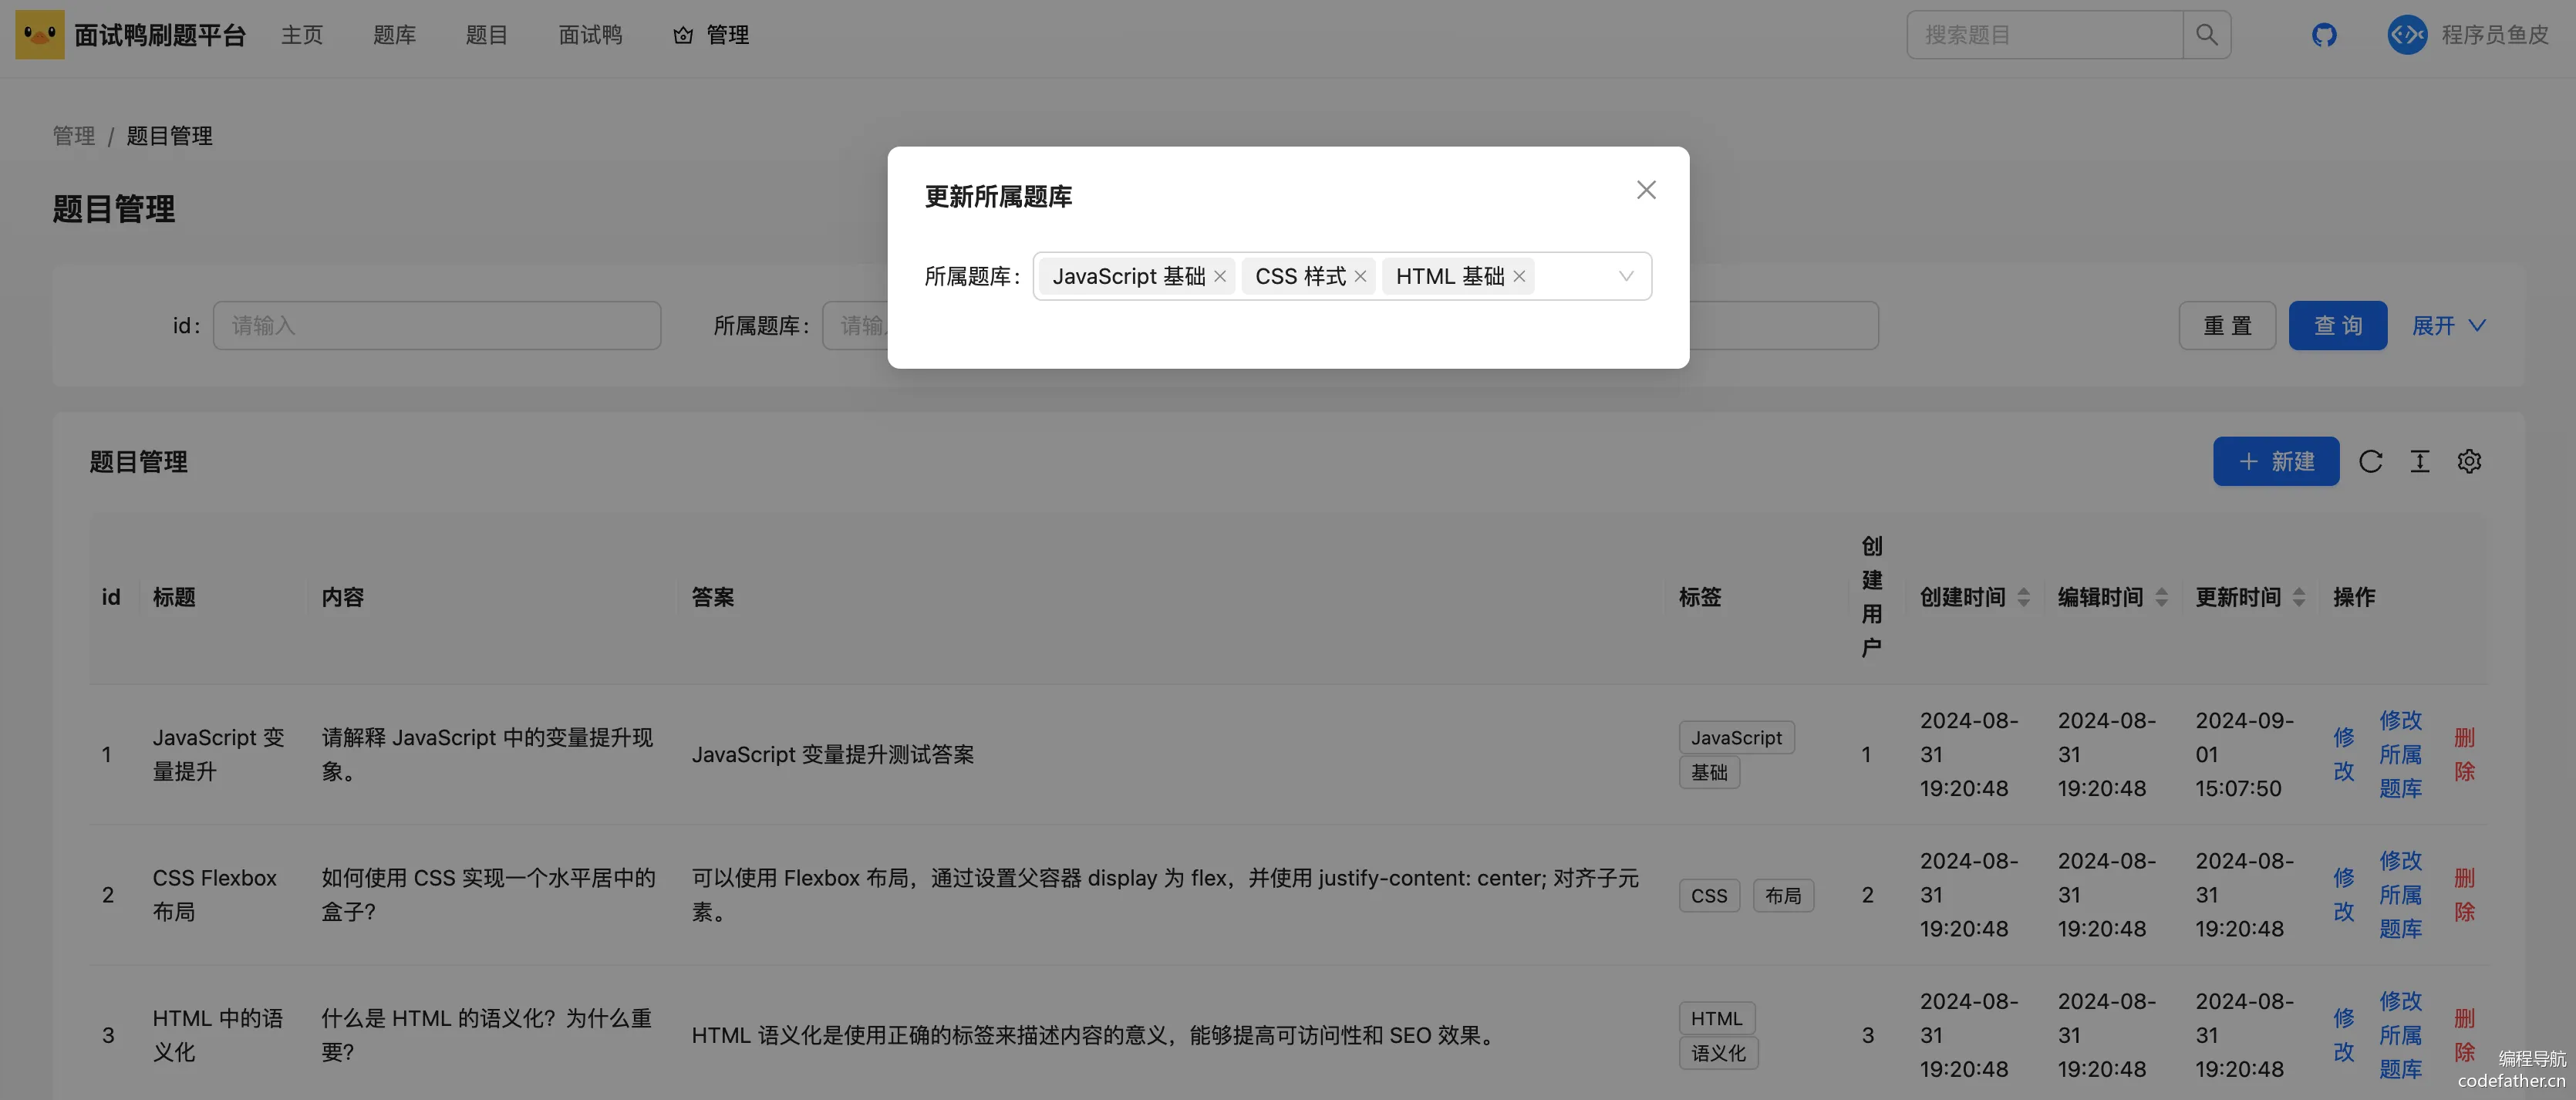 面试鸭刷题平台 主页 题库 题目 面试鸭 管理 搜索题目 程序员鱼皮
管理 / 题目管理
题目管理
更新所属题库
所属题库: JavaScript 基础 CSS 样式 HTML 基础
id: 请输入 所属题库: 请输 重 置 查 询 展开
题目管理 新建
id 标题 内容 答案 标签 创建用户 创建时间 编辑时间 更新时间 操作
1
JavaScript 变
量提升
请解释 JavaScript 中的变量提升现
象。
JavaScript 变量提升测试答案
JavaScript
基础
1
2024-08-
31
19:20:48
2024-08-
31
19:20:48
2024-09-
01
15:07:50
修
改
修改
所属
题库
删
除
2
CSS Flexbox
布局
如何使用 CSS 实现一个水平居中的
盒子?
可以使用 Flexbox 布局，通过设置父容器 display 为 flex，并使用 justify-content: center; 对齐子元
素。
CSS 布局
2
2024-08-
31
19:20:48
2024-08-
31
19:20:48
2024-08-
31
19:20:48
修
改
修改
所属
题库
删
除
3
HTML 中的语
义化
什么是 HTML 的语义化？为什么重
要?
HTML 语义化是使用正确的标签来描述内容的意义，能够提高可访问性和 SEO 效果。
HTML
语义化
3
2024-08-
31
19:20:48
2024-08-
31
19:20:48
2024-08-
31
19:20:48
修
改
修改
所属
题库
删
除
编程导航
codefather.cn